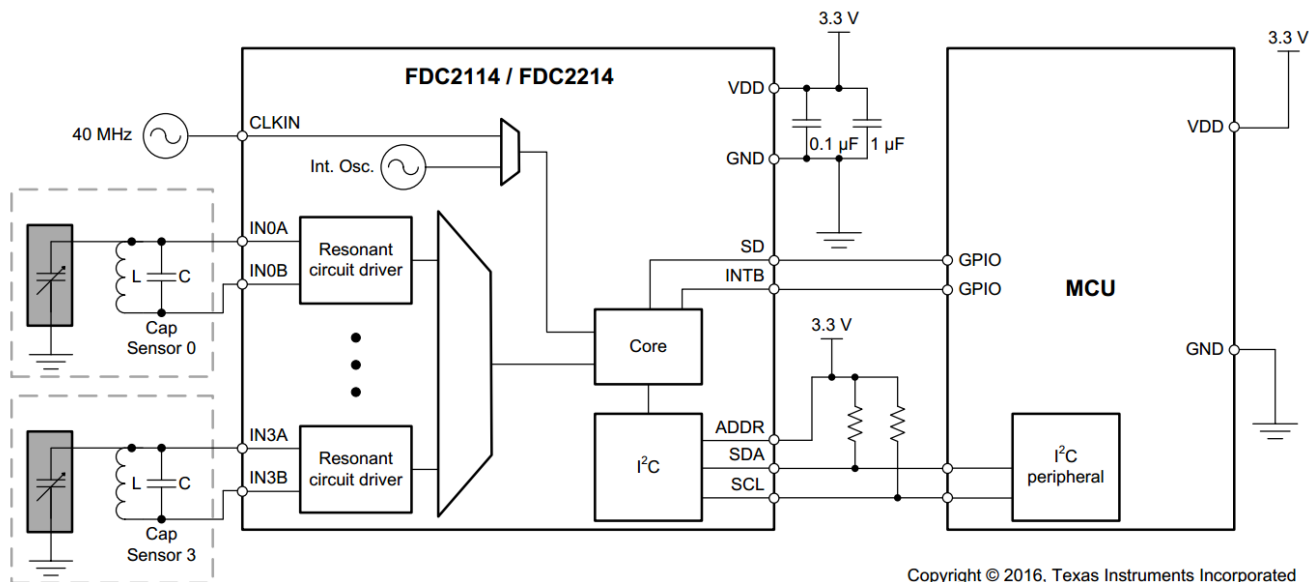 3.3 V
3.3 V
FDC2114 / FDC2214
VDD
40 MHz
CLKIN
VDD
0.1 µF
1 µF
Int. Osc.
GND
IN0A
Resonant
circuit driver
SD
GPIO
IN0B
INTB
GPIO
MCU
L
C
Cap
Sensor 0
3.3 V
Core
GND
IN3A
ADDR
Resonant
circuit driver
I²C
SDA
I²C
peripheral
IN3B
SCL
L
C
Cap
Sensor 3
Copyright © 2016, Texas Instruments Incorporated